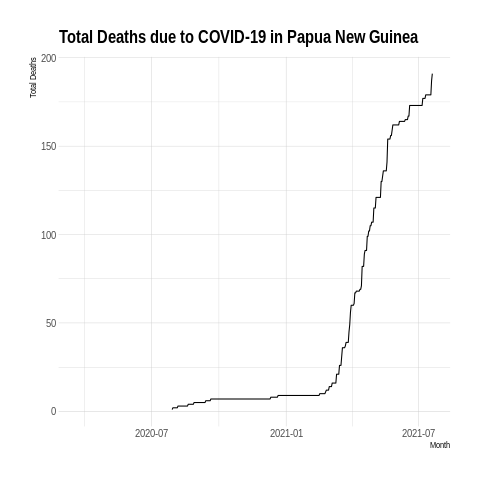 Total Deaths due to COVID-19 in Papua New Guinea
Total Deaths
200
150
100
50
0
2020-07
2021-01
2021-07
Month